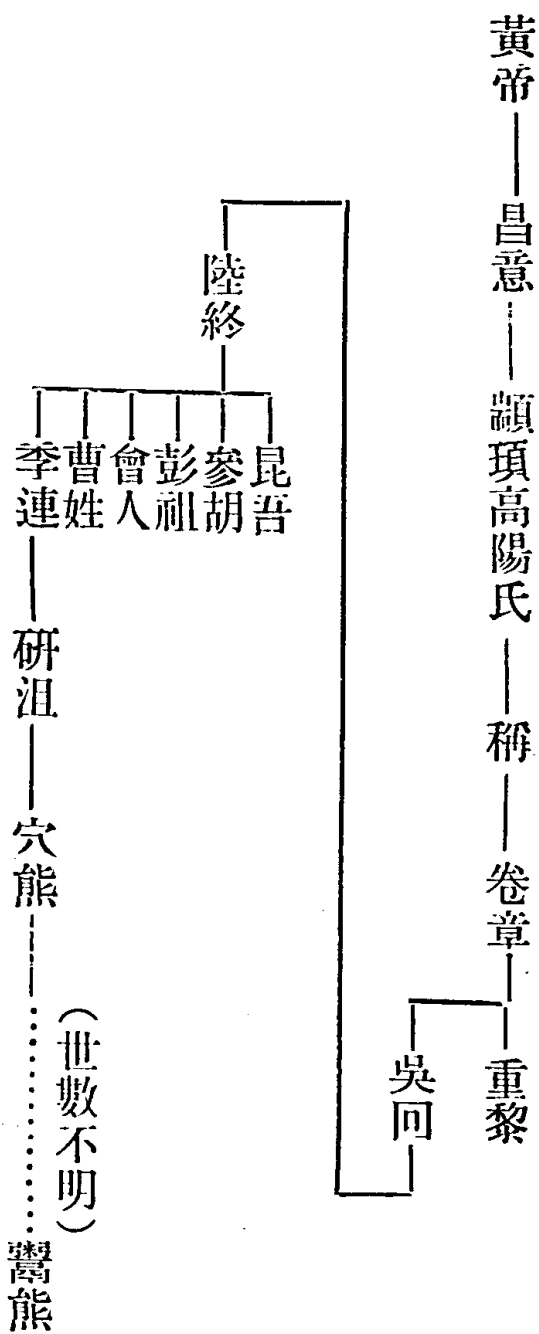 黃帝
昌意
顓頊高陽氏
稱
卷章
重黎
吳回
陸終
昆吾
參胡
彭祖
會人
曹姓
季連
硏沮
穴熊
(世數不明)
鬻熊